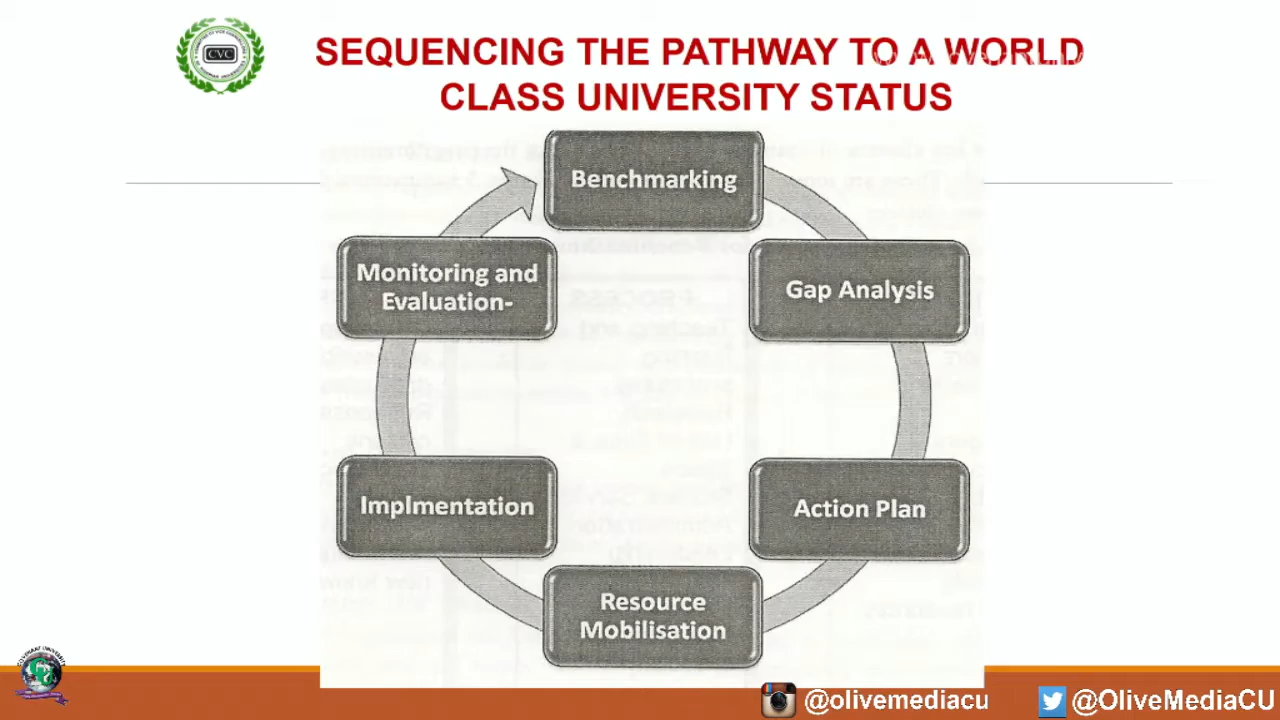 SEQUENCING THE PATHWAY TO A WORLD
CLASS UNIVERSITY STATUS
CVC
Benchmarking
Gap Analysis
Action Plan
Resource
Mobilisation
Implmentation
Monitoring and
Evaluation-
@olivemediacu
@OliveMediaCU